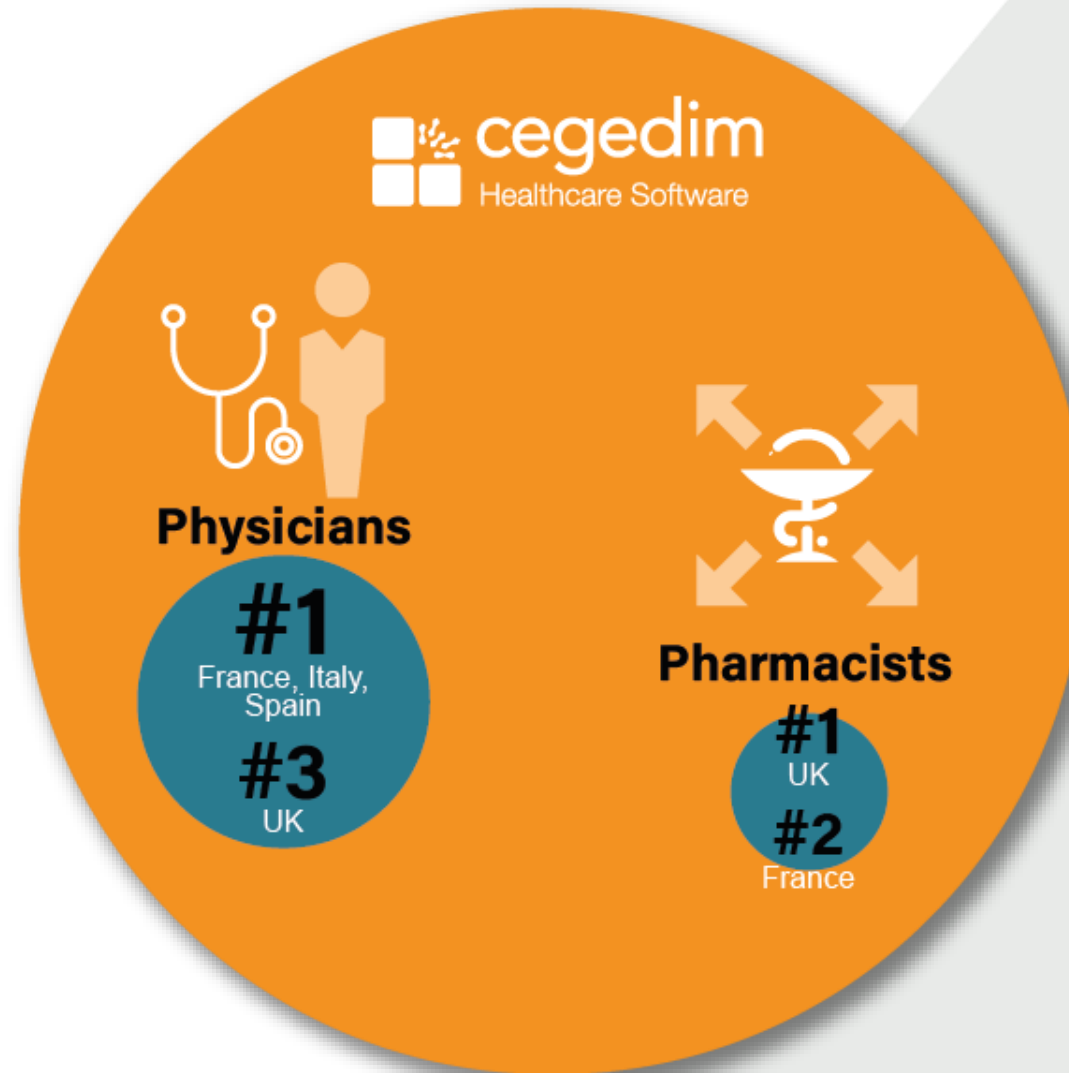 cegedim
Healthcare Software
Physicians
#1
France, Italy,
Spain
#3
UK
Pharmacists
#1
UK
#2
France